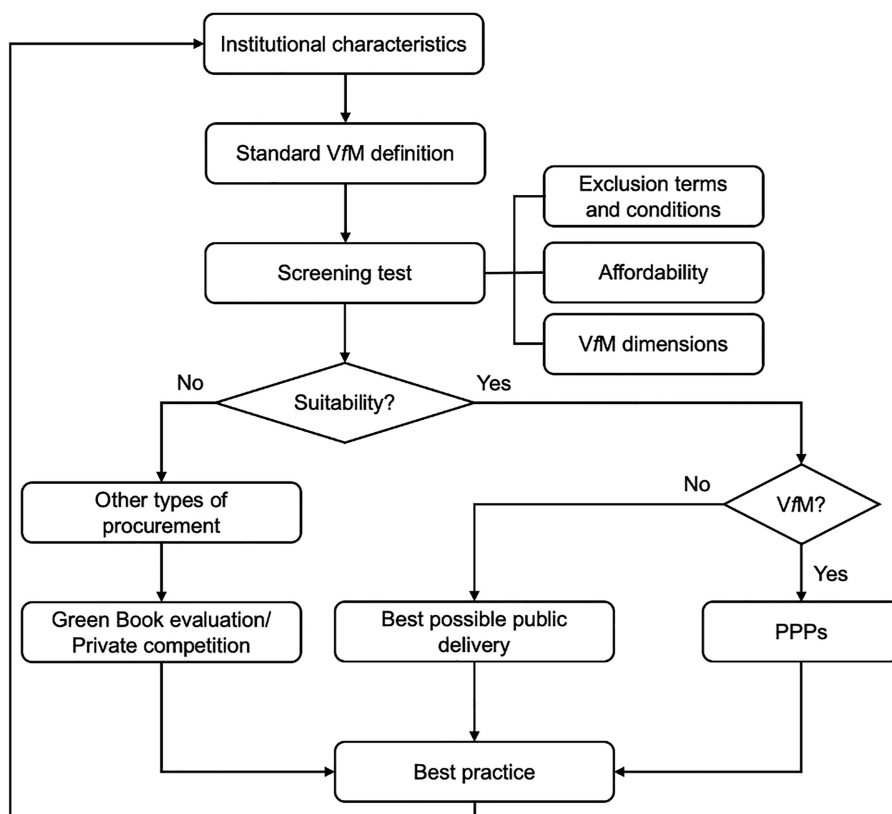 Institutional characteristics
Standard VfM definition
Exclusion terms
and conditions
Screening test
Affordability
VfM dimensions
No
Suitability?
Yes
Other types of
procurement
No
VfM?
Yes
Green Book evaluation/
Private competition
Best possible public
delivery
PPPs
Best practice